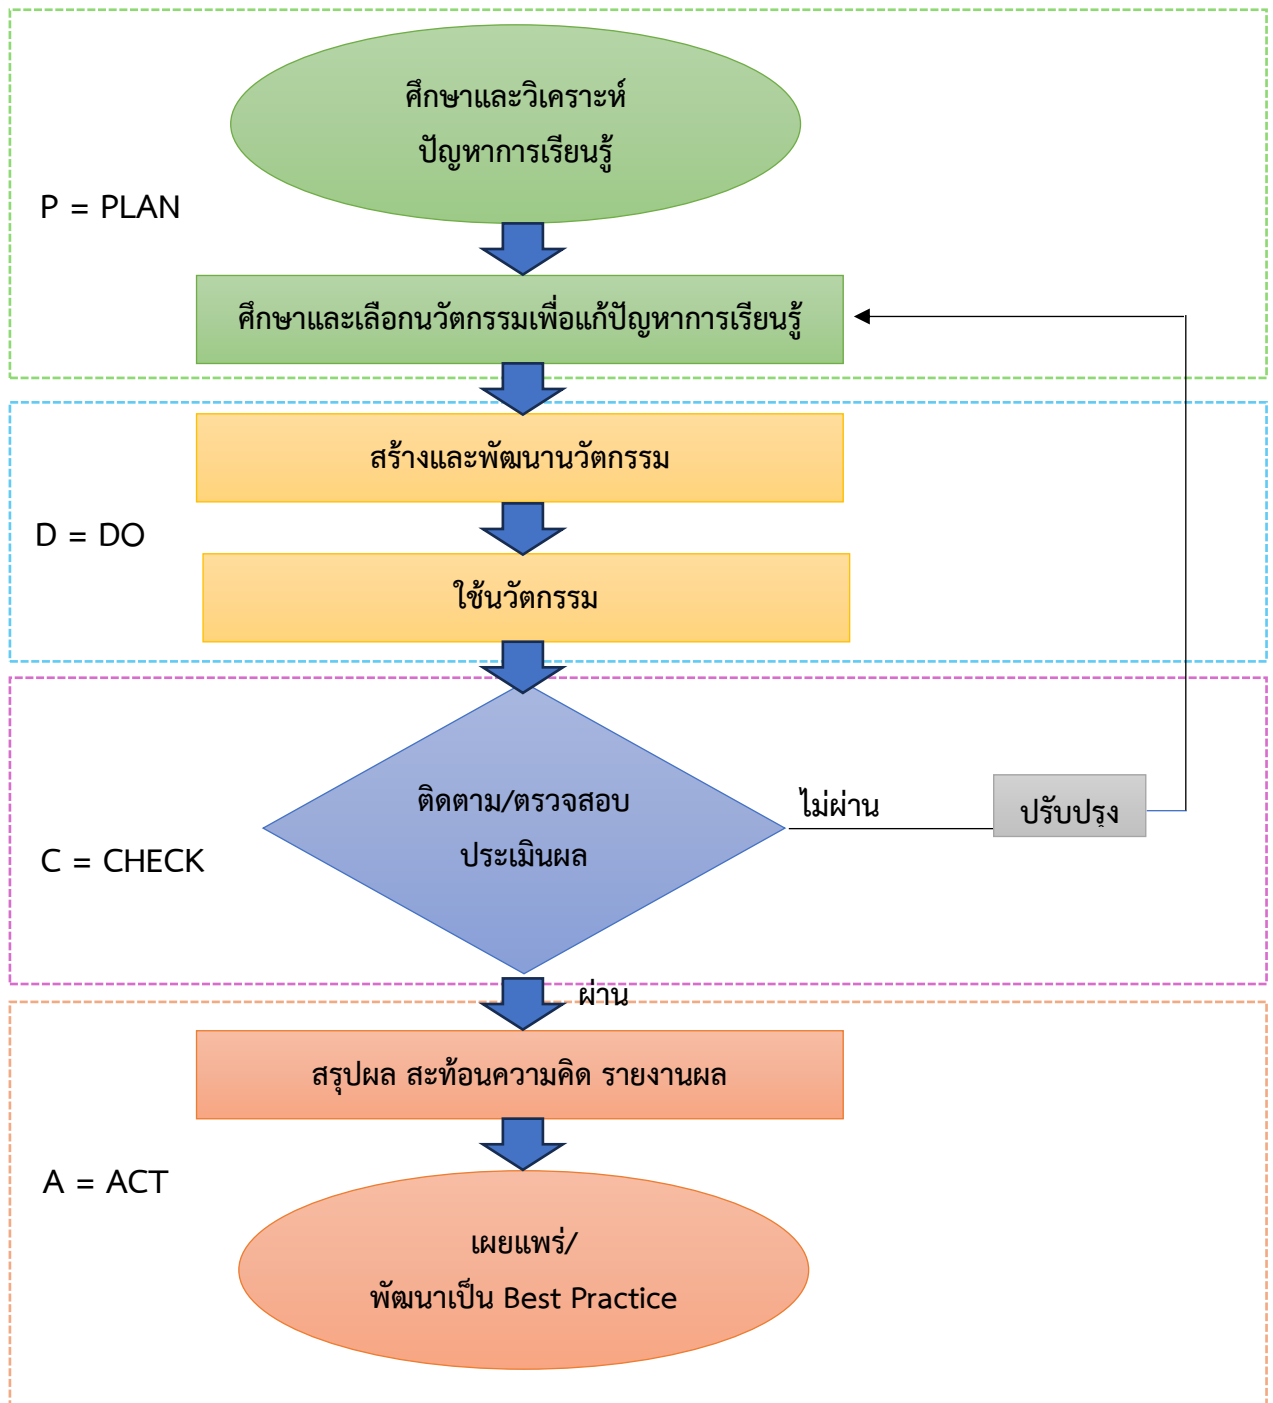 ศึกษาและวิเคราะห์
ปัญหาการเรียนรู้
P = PLAN
ศึกษาและเลือกนวัตกรรมเพื่อแก้ปัญหาการเรียนรู้
สร้างและพัฒนานวัตกรรม
D = DO
ใช้นวัตกรรม
ติดตาม/ตรวจสอบ
ประเมินผล
ไม่ผ่าน
ปรับปรุง
C = CHECK
ผ่าน
สรุปผล สะท้อนความคิด รายงานผล
A = ACT
เผยแพร่/
พัฒนาเป็น Best Practice